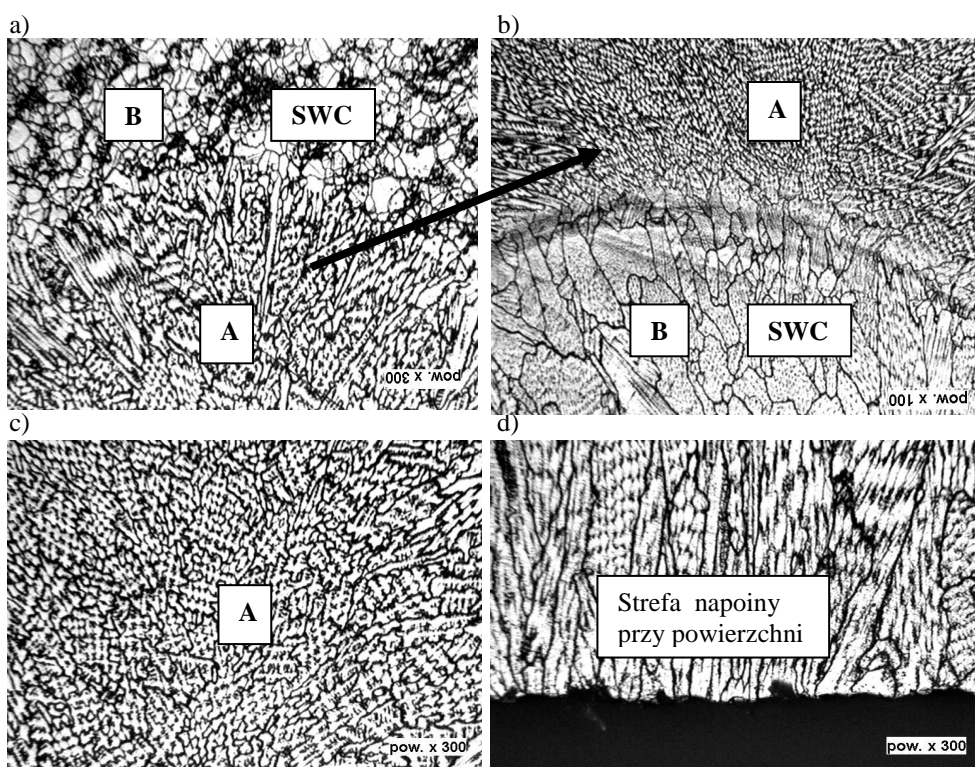 a)
b)
B
SWC
A
A
B
SWC
pow. x 300
pow. x 100
c)
d)
A
Strefa napoiny
przy powierzchni
pow. x 300
pow. x 300